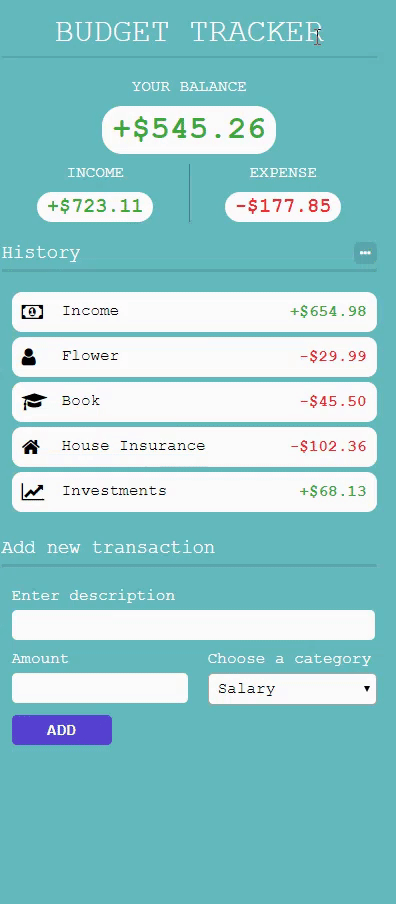 BUDGET TRACKER
YOUR BALANCE
+$545.26
INCOME EXPENSE
+$723.11 -$177.85
History
Income +$654.98
Flower -$29.99
Book -$45.50
House Insurance -$102.36
Investments +$68.13
Add new transaction
Enter description
Amount Choose a category
Salary
ADD